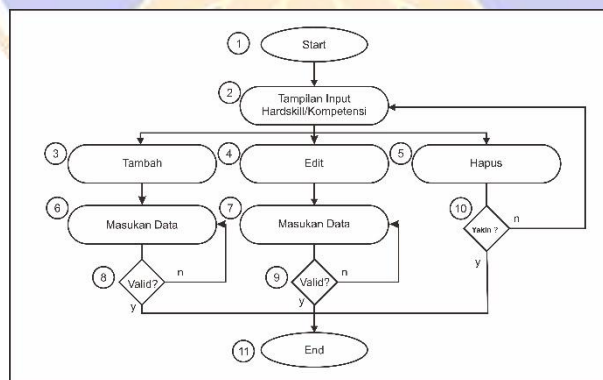 1
Start
2
Tampilan Input
Hardskill/Kompetensi
3
Tambah
4
Edit
5
Hapus
6
Masukan Data
7
Masukan Data
10
Yakin ?
n
y
8
Valid?
n
y
9
Valid?
n
y
11
End